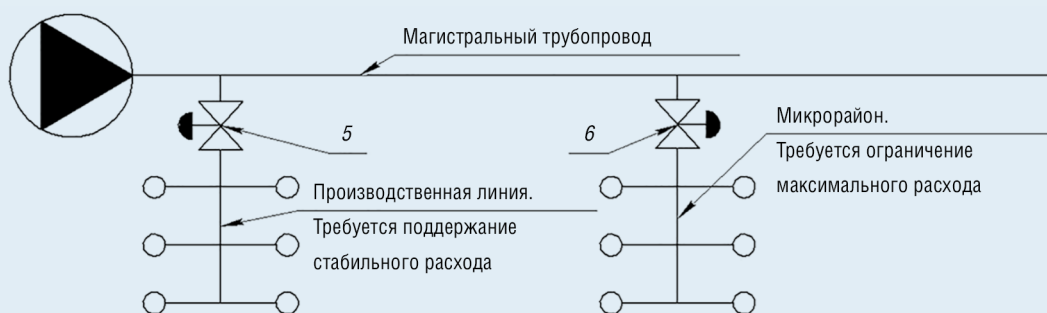 Магистральный трубопровод
5
6
Производственная линия.
Требуется поддержание
стабильного расхода
Микрорайон.
Требуется ограничение
максимального расхода